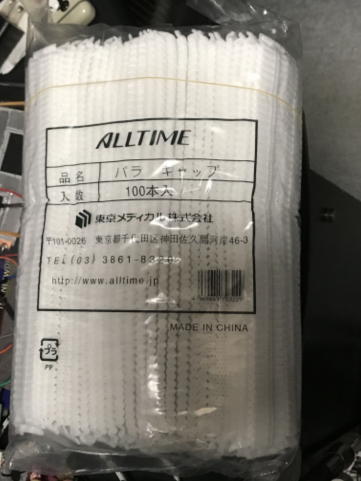 ALLTIME
品名 バラ キャップ
入数 100本入
東京メディカル株式会社
〒101-0026 東京都千代田区神田佐久間河岸46-3
TEL(03) 3861-8
http://www.alltime.jp
MADE IN CHINA
プラ
PP